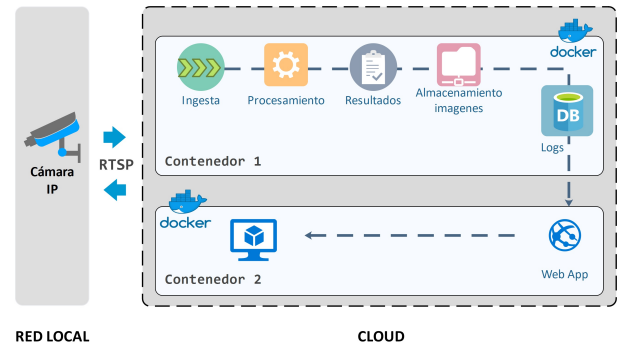 docker
Ingesta
Procesamiento
Resultados
Almacenamiento
imagenes
DB
Logs
Contenedor 1
Cámara
IP
RTSP
docker
Contenedor 2
Web App
RED LOCAL
CLOUD